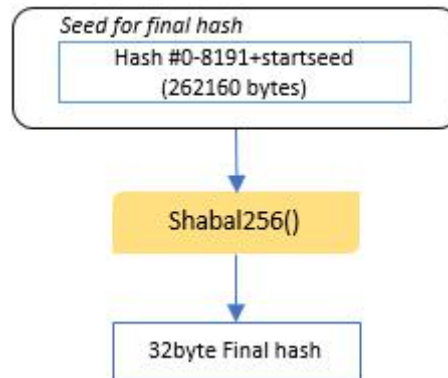 Seed for final hash
Hash #0-8191+startseed
(262160 bytes)
Shabal256()
32byte Final hash